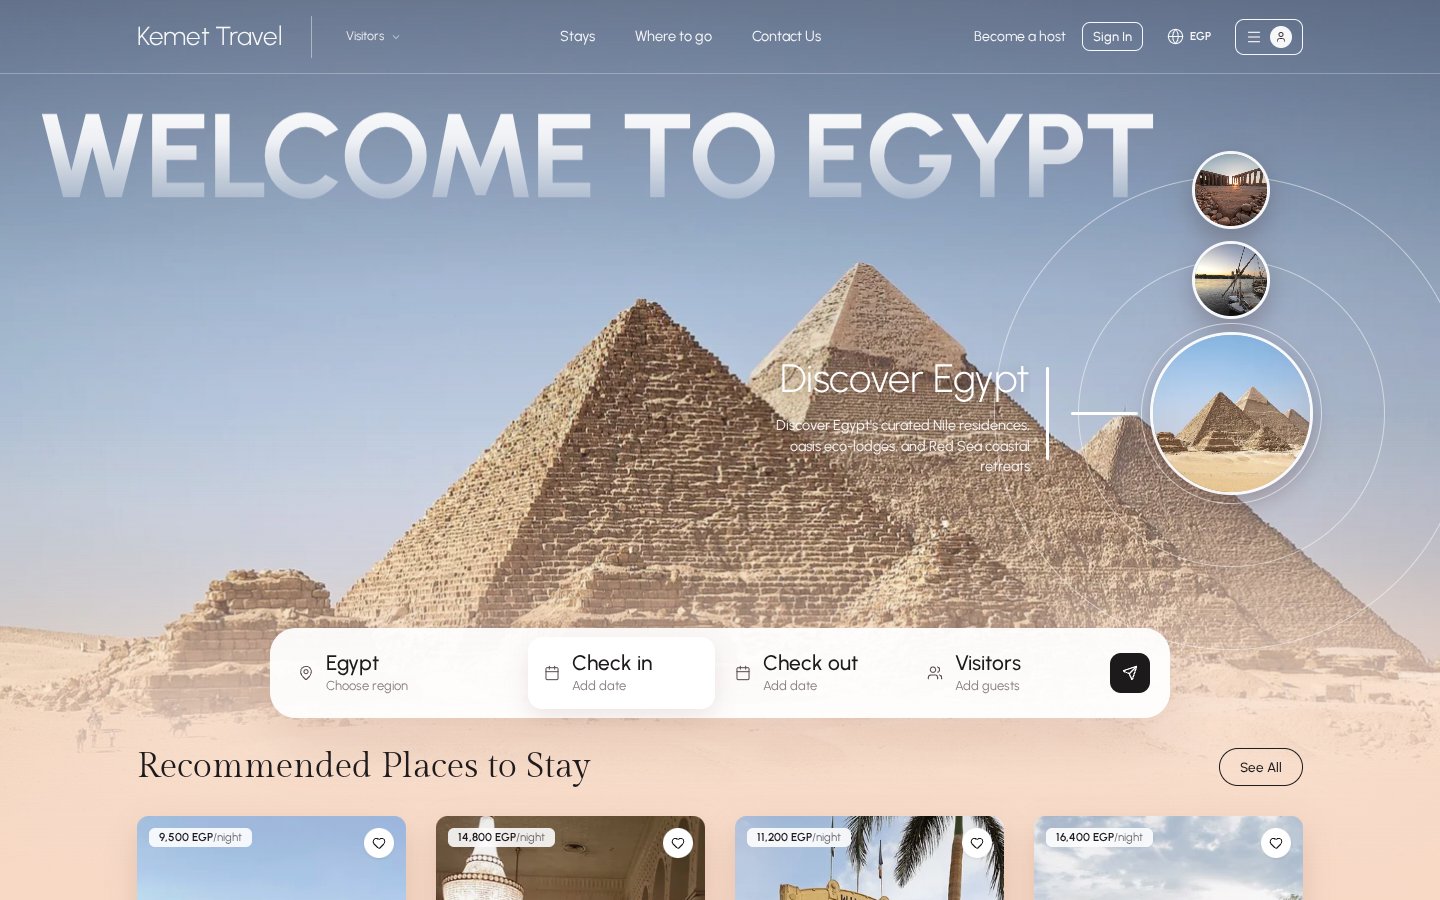 Kemet Travel
Visitors
Stays
Where to go
Contact Us
Become a host
Sign In
EGP
WELCOME TO EGYPT
Discover Egypt
Discover Egypt's curated Nile residences,
oasis eco-lodges, and Red Sea coastal
retreats
Egypt
Choose region
Check in
Add date
Check out
Add date
Visitors
Add guests
Recommended Places to Stay
See All
9,500 EGP/night
14,800 EGP/night
11,200 EGP/night
16,400 EGP/night